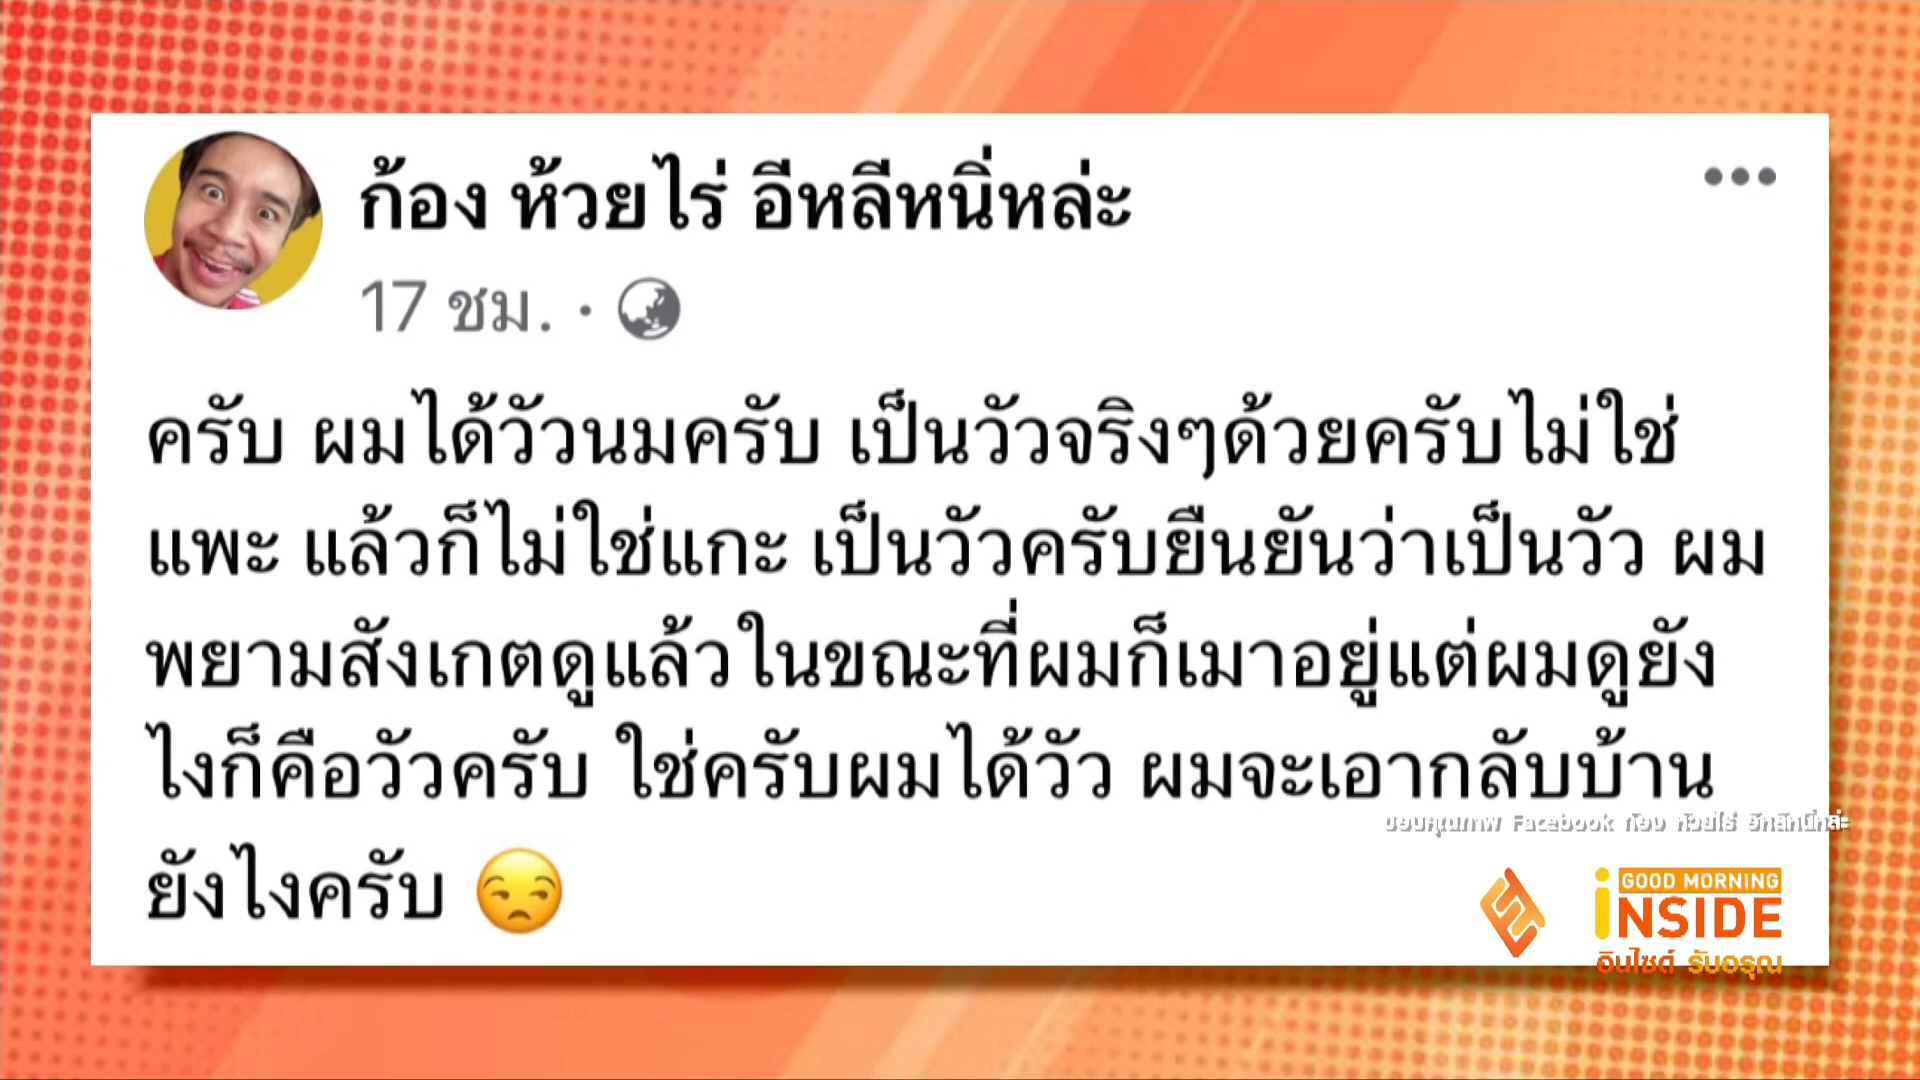 ก้อง ห้วยไร่ อีหลีหนิ่หล่ะ
17 ชม. ·
ครับ ผมได้วัวนมครับ เป็นวัวจริงๆด้วยครับไม่ใช่
แพะ แล้วก็ไม่ใช่แกะ เป็นวัวครับยืนยันว่าเป็นวัว ผม
พยามสังเกตดูแล้วในขณะที่ผมก็เมาอยู่แต่ผมดูยัง
ไงก็คือวัวครับ ใช่ครับผมได้วัว ผมจะเอากลับบ้าน
ยังไงครับ 😒
ขอบคุณภาพ Facebook ก้อง ห้วยไร่ อีหลีหนิ่หล่ะ
GOOD MORNING
iNSIDE
อินไซด์ รับอรุณ